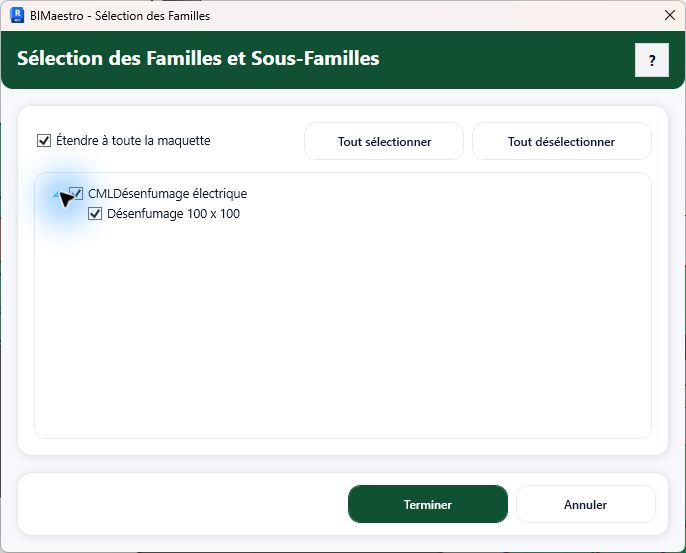 BIMaestro - Sélection des Familles
Sélection des Familles et Sous-Familles
?
Étendre à toute la maquette
Tout sélectionner
Tout désélectionner
CMLDésenfumage électrique
Désenfumage 100 x 100
Terminer
Annuler